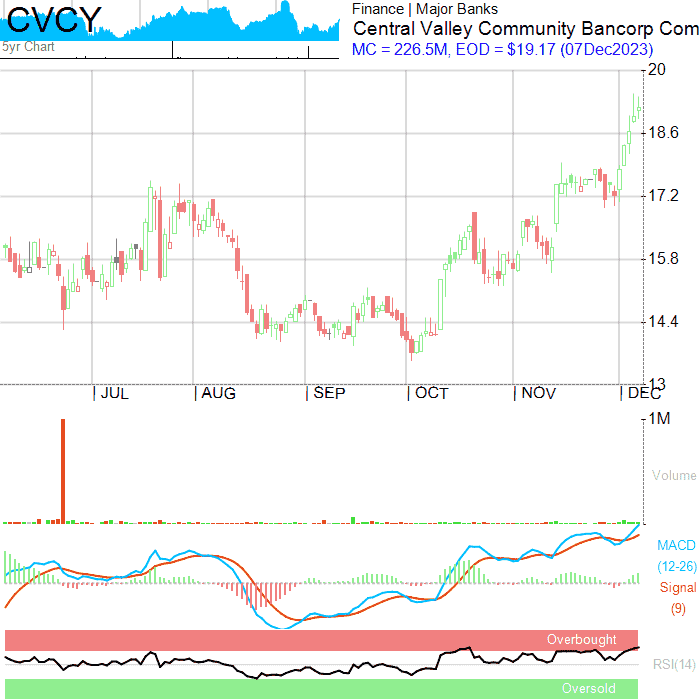 CVCY
5yr Chart
Finance | Major Banks
Central Valley Community Bancorp Com
MC = 226.5M, EOD = $19.17 (07Dec2023)
20
18.6
17.2
15.8
14.4
13
JUL
AUG
SEP
OCT
NOV
DEC
1M
Volume
MACD
(12-26)
Signal
(9)
Overbought
RSI(14)
Oversold